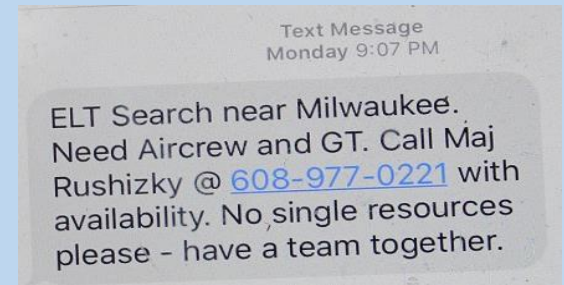 Text Message
Monday 9:07 PM
ELT Search near Milwaukee.
Need Aircrew and GT. Call Maj
Rushizky @ 608-977-0221 with
availability. No single resources
please - have a team together.